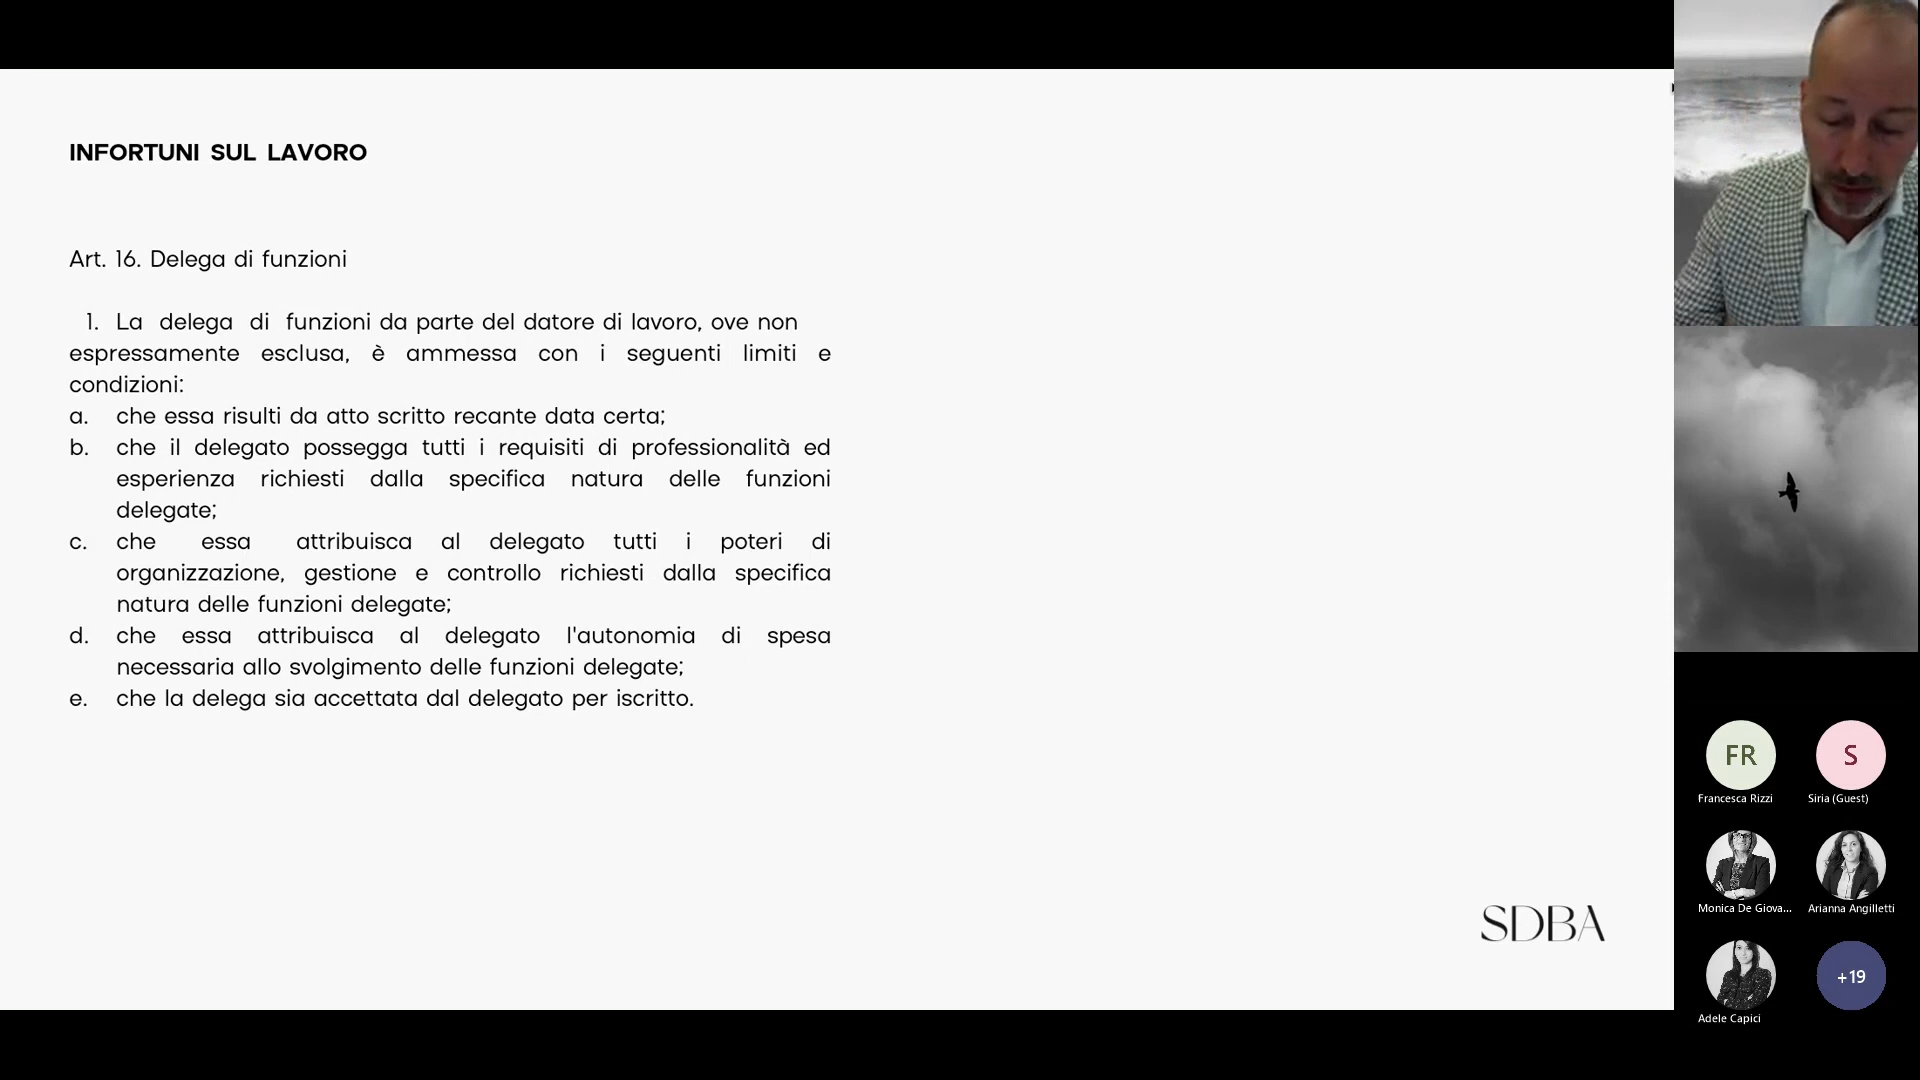 INFORTUNI SUL LAVORO
Art. 16. Delega di funzioni
1. La delega di funzioni da parte del datore di lavoro, ove non
espressamente esclusa, è ammessa con i seguenti limiti e
condizioni:
a. che essa risulti da atto scritto recante data certa;
b. che il delegato possegga tutti i requisiti di professionalità ed
esperienza richiesti dalla specifica natura delle funzioni
delegate;
c. che essa attribuisca al delegato tutti i poteri di
organizzazione, gestione e controllo richiesti dalla specifica
natura delle funzioni delegate;
d. che essa attribuisca al delegato l'autonomia di spesa
necessaria allo svolgimento delle funzioni delegate;
e. che la delega sia accettata dal delegato per iscritto.
SDBA
FR
S
Francesca Rizzi
Siria (Guest)
Monica De Giova...
Arianna Angilletti
Adele Capici
+19